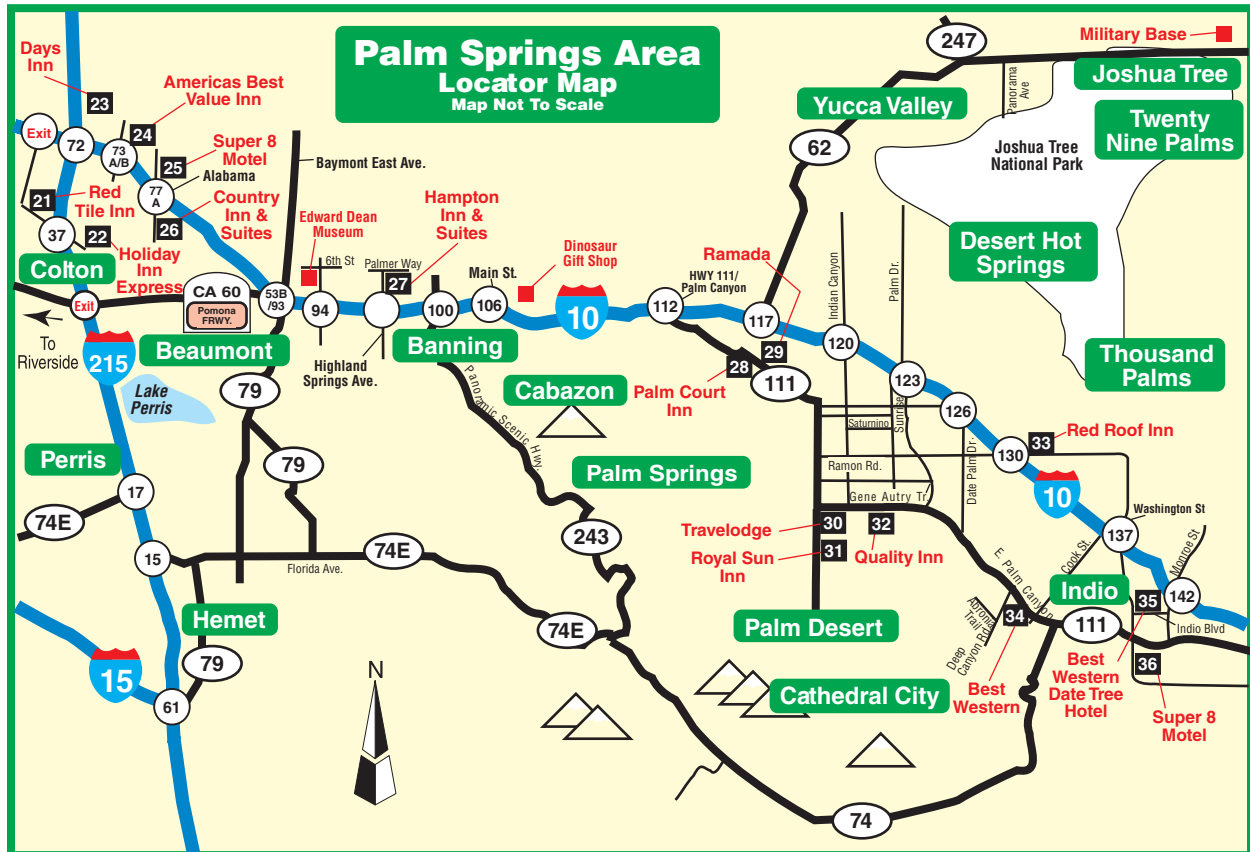 Palm Springs Area
Locator Map
Map Not To Scale
Days
Inn
23
Americas Best
Value Inn
24
Super 8
Motel
25
Exit
72
73
A/B
77
A
Alabama
21
Red
Tile Inn
Country
Inn &
Suites
26
37
22
Holiday
Inn
Express
Colton
Exit
CA 60
Pomona
FRWY.
53B
/93
Baymont East Ave.
Edward Dean
Museum
6th St
94
Palmer Way
27
Hampton
Inn &
Suites
Highland
Springs Ave.
100
Main St.
106
Dinosaur
Gift Shop
10
To
Riverside
215
Beaumont
Banning
Lake
Perris
79
79
Panoramic Scenic Hwy.
Cabazon
Palm Springs
243
Perris
17
74E
15
Florida Ave.
74E
74E
Hemet
79
15
61
N
247
Military Base
Joshua Tree
Panorama
Ave
Yucca Valley
Twenty
Nine Palms
Joshua Tree
National Park
62
Desert Hot
Springs
Thousand
Palms
Ramada
HWY 111/
Palm Canyon
112
117
29
28
Palm Court
Inn
111
Indian Canyon
Palm Dr.
120
123
Sunrise
Saturnino
126
Date Palm Dr.
130
33
Red Roof Inn
Ramon Rd.
Gene Autry Tr.
10
Travelodge
30
32
Royal Sun
Inn
31
Quality Inn
Washington St
137
Monroe St
142
Cook St.
E. Palm Canyon
Indio
35
Indio Blvd
111
36
34
Abronia
Trail
Deep
Canyon Rd.
Palm Desert
Cathedral City
Best
Western
Best
Western
Date Tree
Hotel
Super 8
Motel
74